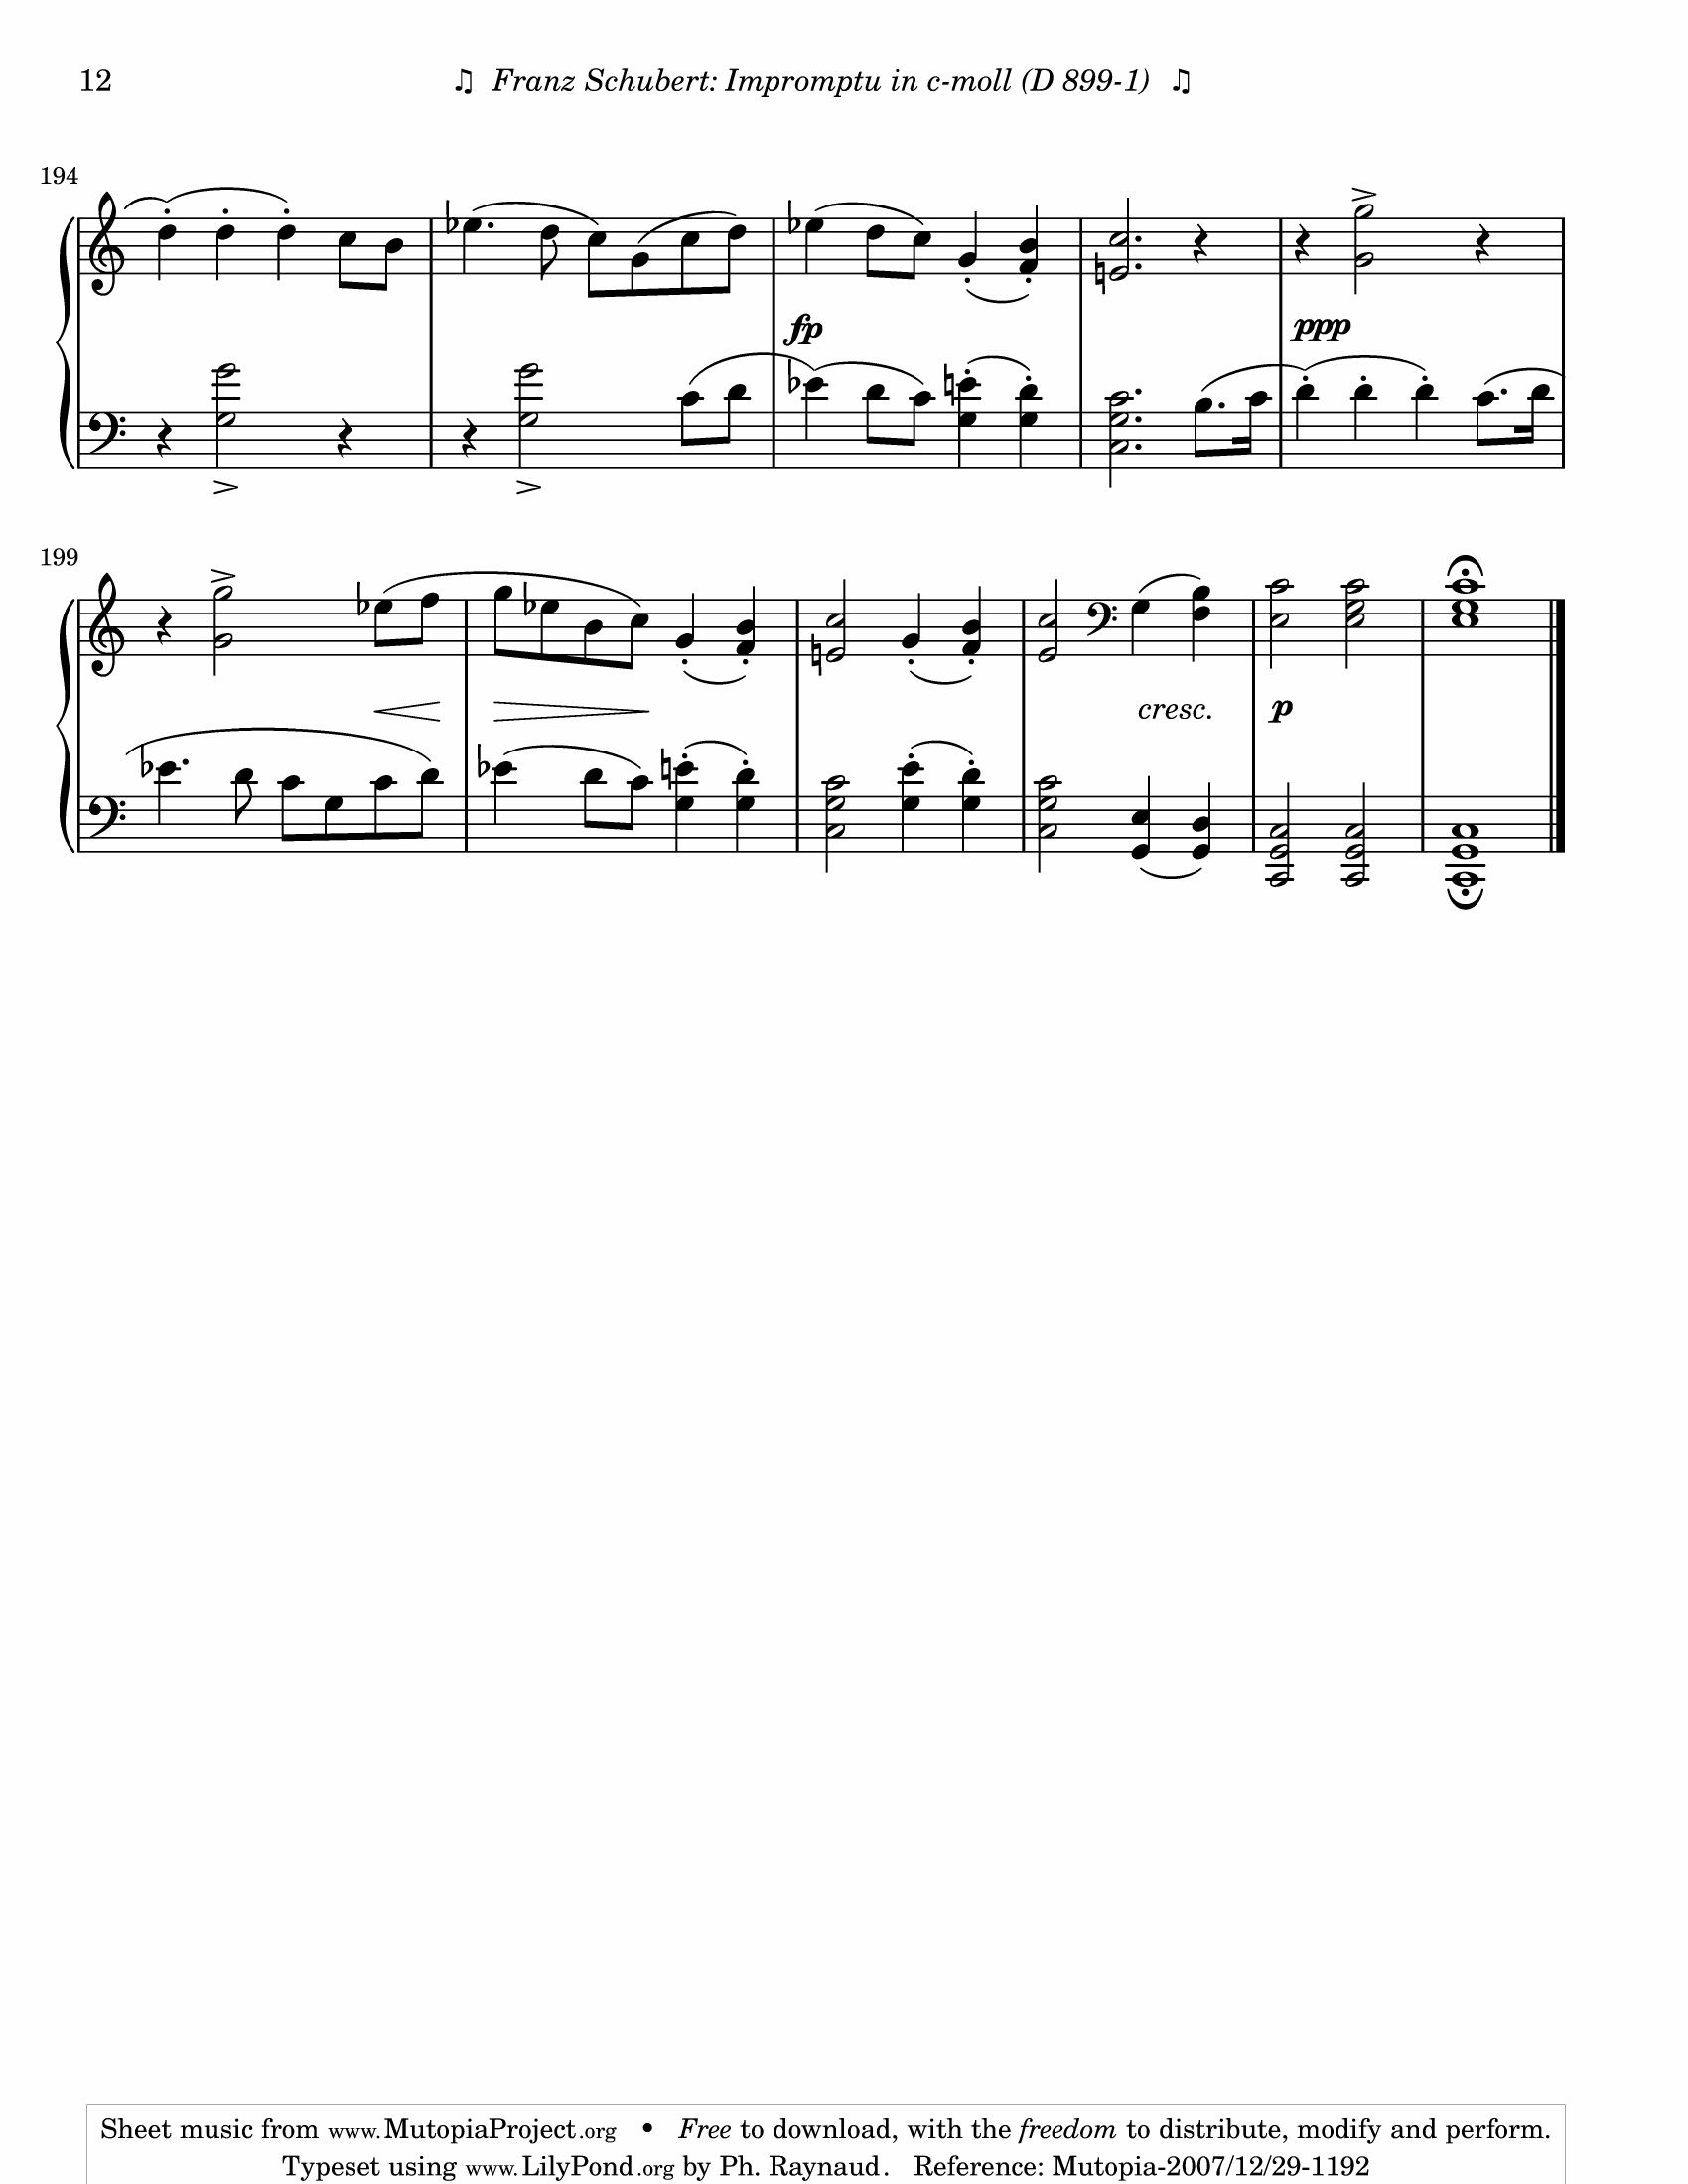 12 ♫ Franz Schubert: Impromptu in c-moll (D 899-1) ♫
194
fp ppp
199
cresc. p
Sheet music from www.MutopiaProject.org • Free to download, with the freedom to distribute, modify and perform.
Typeset using www.LilyPond.org by Ph. Raynaud. Reference: Mutopia-2007/12/29-1192